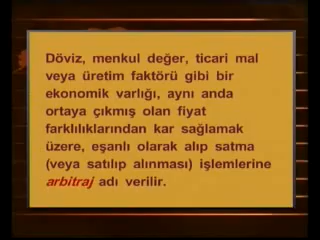 Döviz, menkul değer, ticari mal
veya üretim faktörü gibi bir
ekonomik varlığı, aynı anda
ortaya çıkmış olan fiyat
farklılıklarından kar sağlamak
üzere, eşanlı olarak alıp satma
(veya satılıp alınması) işlemlerine
arbitraj adı verilir.